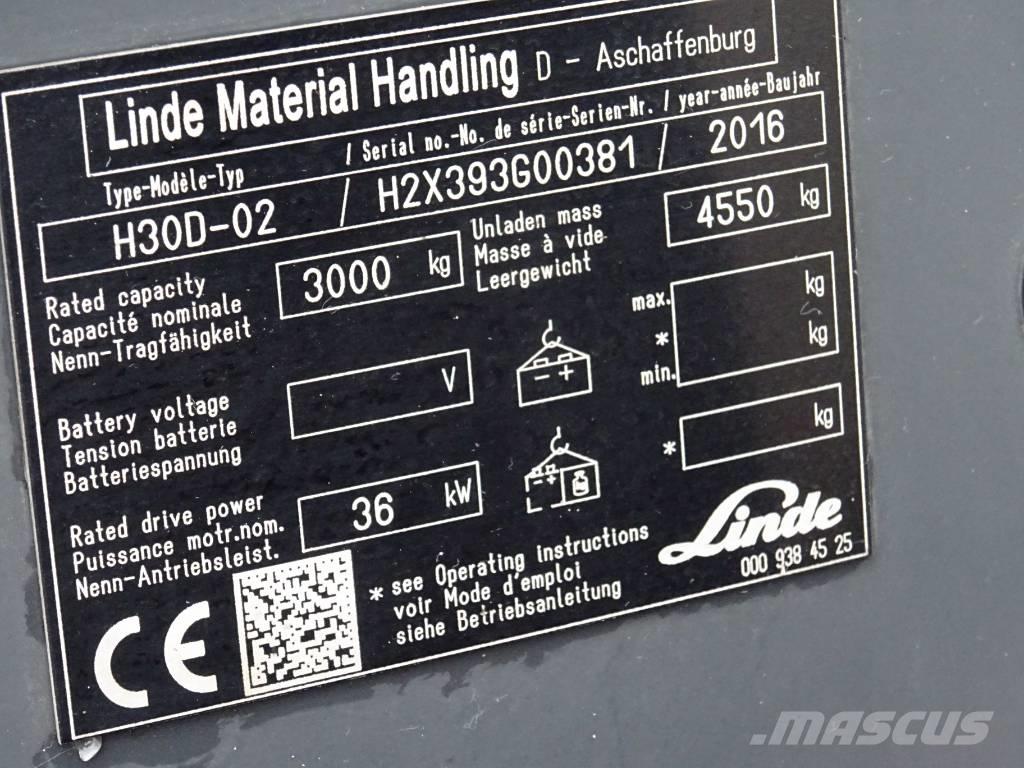 Linde Material Handling D - Aschaffenburg
Type-Modèle-Typ / Serial no.-No. de série-Serien-Nr. / year-année-Baujahr
H30D-02 / H2X393G00381 / 2016
Rated capacity
Capacité nominale
Nenn-Tragfähigkeit
3000 kg
Unladen mass
Masse à vide
Leergewicht
4550 kg
Battery voltage
Tension batterie
Batteriespannung
V
- +
max. kg
* kg
min.
Rated drive power
Puissance motr.nom.
Nenn-Antriebsleist.
36 kW
- +
* kg
CE
* see Operating instructions
voir Mode d'emploi
siehe Betriebsanleitung
Linde
000 938 45 25
.MASCUS